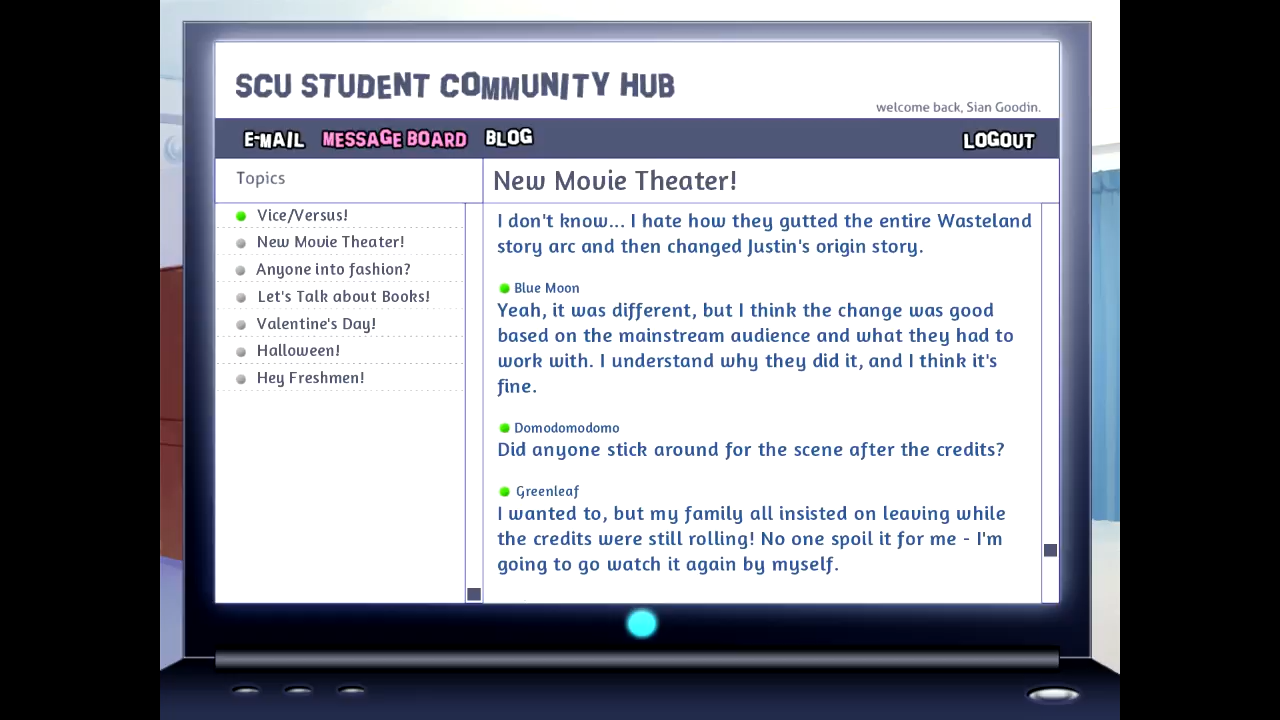 SCU STUDENT COMMUNITY HUB
welcome back, Sian Goodin.
E-MAIL MESSAGE BOARD BLOG LOGOUT
Topics
Vice/Versus!
New Movie Theater!
Anyone into fashion?
Let's Talk about Books!
Valentine's Day!
Halloween!
Hey Freshmen!
New Movie Theater!
I don't know... I hate how they gutted the entire Wasteland
story arc and then changed Justin's origin story.
Blue Moon
Yeah, it was different, but I think the change was good
based on the mainstream audience and what they had to
work with. I understand why they did it, and I think it's
fine.
Domodomodomo
Did anyone stick around for the scene after the credits?
Greenleaf
I wanted to, but my family all insisted on leaving while
the credits were still rolling! No one spoil it for me - I'm
going to go watch it again by myself.